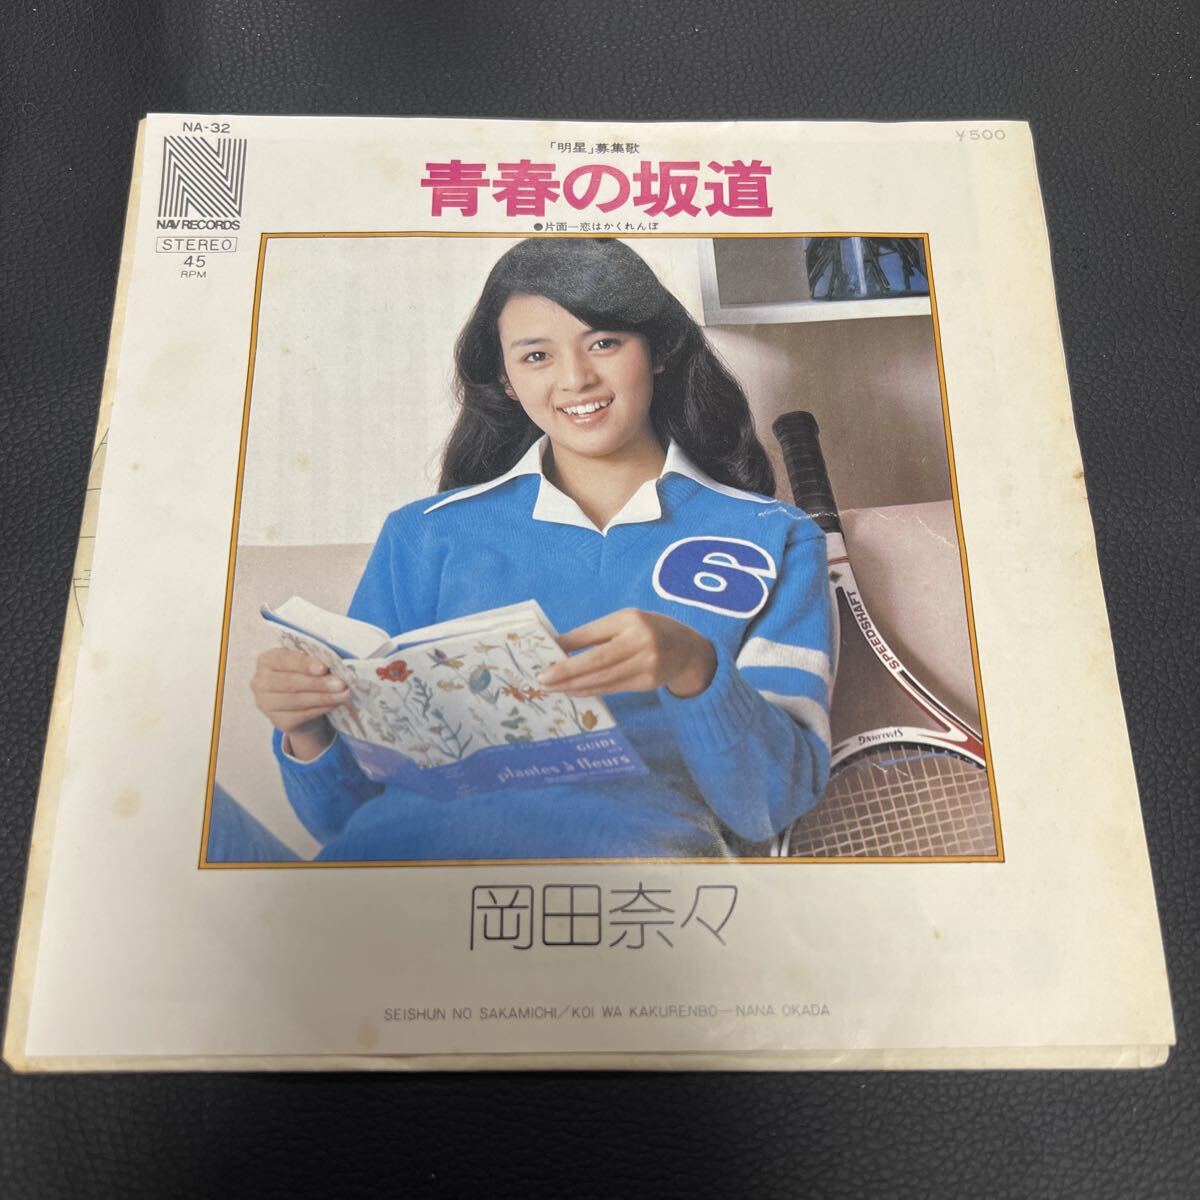 NA-32
N
NAV RECORDS
STEREO
45
RPM
¥500
「明星」募集歌
青春の坂道
●片面—恋はかくれんぼ
6
SPEEDSHAFT
SPALDING
GUIDE
plantes à fleurs
岡田奈々
SEISHUN NO SAKAMICHI/KOI WA KAKURENBO—NANA OKADA